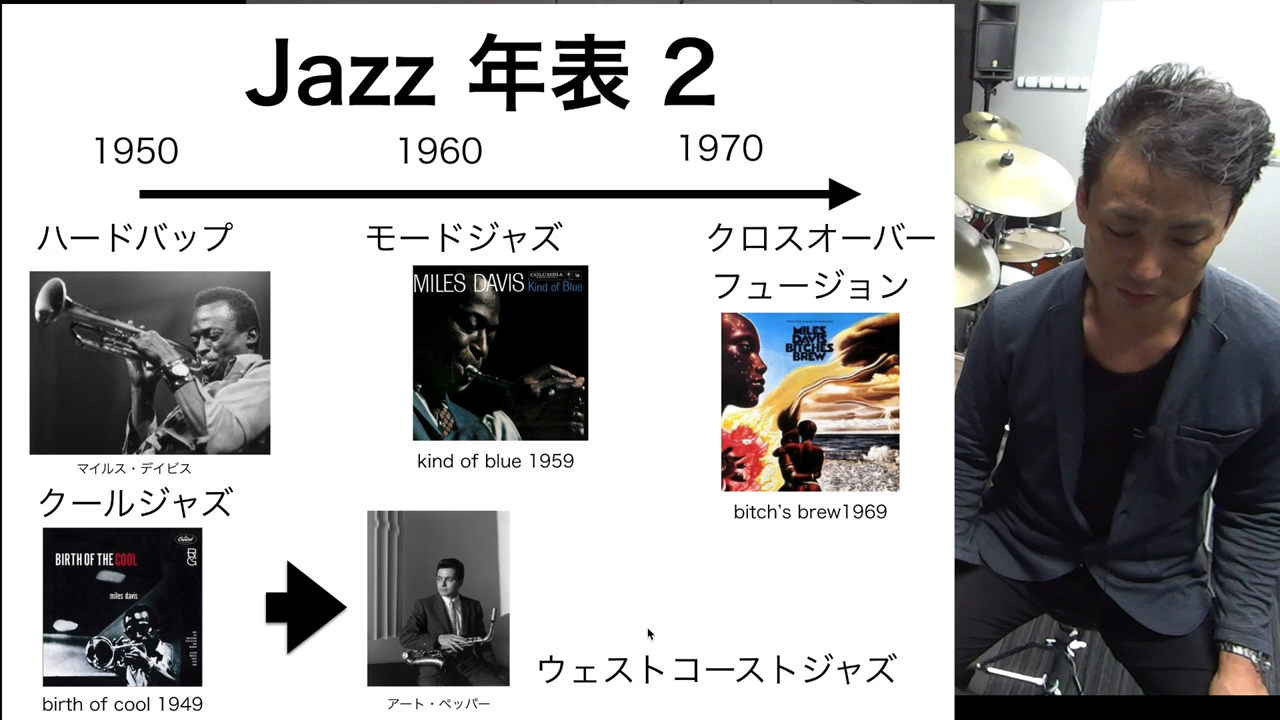 Jazz 年表 2
1950
1960
1970
ハードバップ
モードジャズ
クロスオーバー
フュージョン
MILES DAVIS
COLUMBIA
Kind of Blue
MILES
DAVIS
BITCHES
BREW
マイルス・デイビス
kind of blue 1959
bitch's brew1969
クールジャズ
BIRTH OF THE COOL
Capitol
miles davis
ウェストコーストジャズ
birth of cool 1949
アート・ペッパー